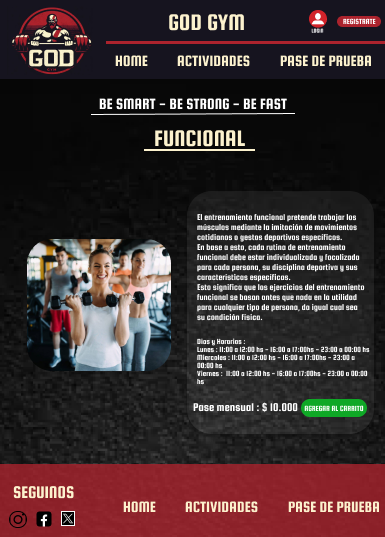 GOD GYM
GOD
LOGIN
REGISTRATE
HOME ACTIVIDADES PASE DE PRUEBA
BE SMART - BE STRONG - BE FAST
FUNCIONAL
El entrenamiento funcional pretende trabajar los
músculos mediante la imitación de movimientos
cotidianos o gestos deportivos específicos.
En base a esto, cada rutina de entrenamiento
funcional deber estar individualizada y focalizada
para cada persona, su disciplina deportiva y sus
características específicas.
Esto significa que los ejercicios del entrenamiento
funcional se basan antes que nada en la utilidad
para cualquier tipo de persona, da igual cual sea
su condición física.
Dias y Horarios :
Lunes : 11:00 a 12:00 hs - 16:00 a 17:00hs - 23:00 a 00:00 hs
Miercoles : 11:00 a 12:00 hs - 16:00 a 17:00hs - 23:00 a
00:00 hs
Viernes : 11:00 a 12:00 hs - 16:00 a 17:00hs - 23:00 a 00:00
hs
Pase mensual : $ 10.000 AGREGAR AL CARRITO
SEGUINOS
HOME ACTIVIDADES PASE DE PRUEBA